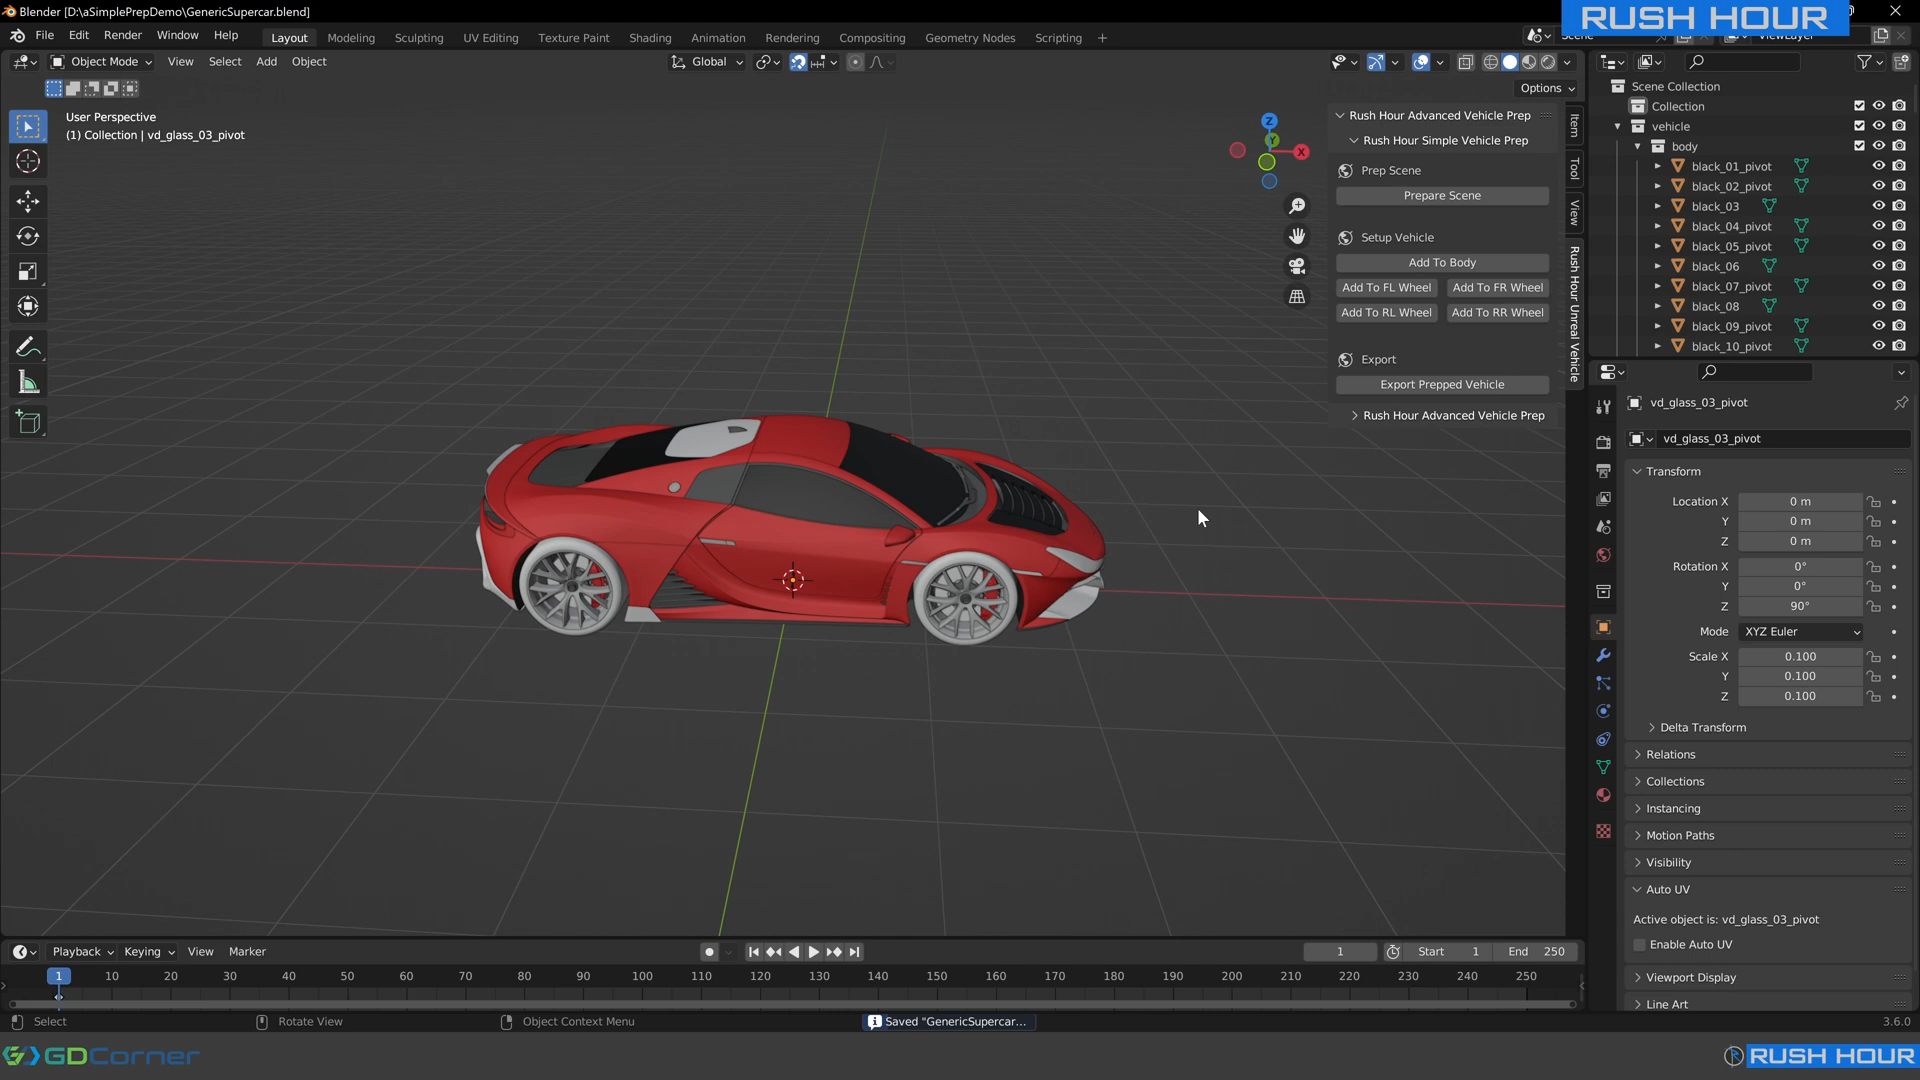 Blender [D:\aSimplePrepDemo\GenericSupercar.blend]
RUSH HOUR
File Edit Render Window Help Layout Modeling Sculpting UV Editing Texture Paint Shading Animation Rendering Compositing Geometry Nodes Scripting +
Object Mode View Select Add Object Global
Options
User Perspective
(1) Collection | vd_glass_03_pivot
Z
Y
X
Rush Hour Advanced Vehicle Prep
Rush Hour Simple Vehicle Prep
Prep Scene
Prepare Scene
Setup Vehicle
Add To Body
Add To FL Wheel Add To FR Wheel
Add To RL Wheel Add To RR Wheel
Export
Export Prepped Vehicle
Rush Hour Advanced Vehicle Prep
Item
Tool
View
Rush Hour Unreal Vehicle
Scene Collection
Collection
vehicle
body
black_01_pivot
black_02_pivot
black_03
black_04_pivot
black_05_pivot
black_06
black_07_pivot
black_08
black_09_pivot
black_10_pivot
vd_glass_03_pivot
vd_glass_03_pivot
Transform
Location X 0 m
Y 0 m
Z 0 m
Rotation X 0°
Y 0°
Z 90°
Mode XYZ Euler
Scale X 0.100
Y 0.100
Z 0.100
Delta Transform
Relations
Collections
Instancing
Motion Paths
Visibility
Auto UV
Active object is: vd_glass_03_pivot
Enable Auto UV
Viewport Display
Line Art
Playback Keying View Marker 1 Start 1 End 250
1 10 20 30 40 50 60 70 80 90 100 110 120 130 140 150 160 170 180 190 200 210 220 230 240 250
Select Rotate View Object Context Menu Saved "GenericSupercar... 3.6.0
GDCorner
RUSH HOUR